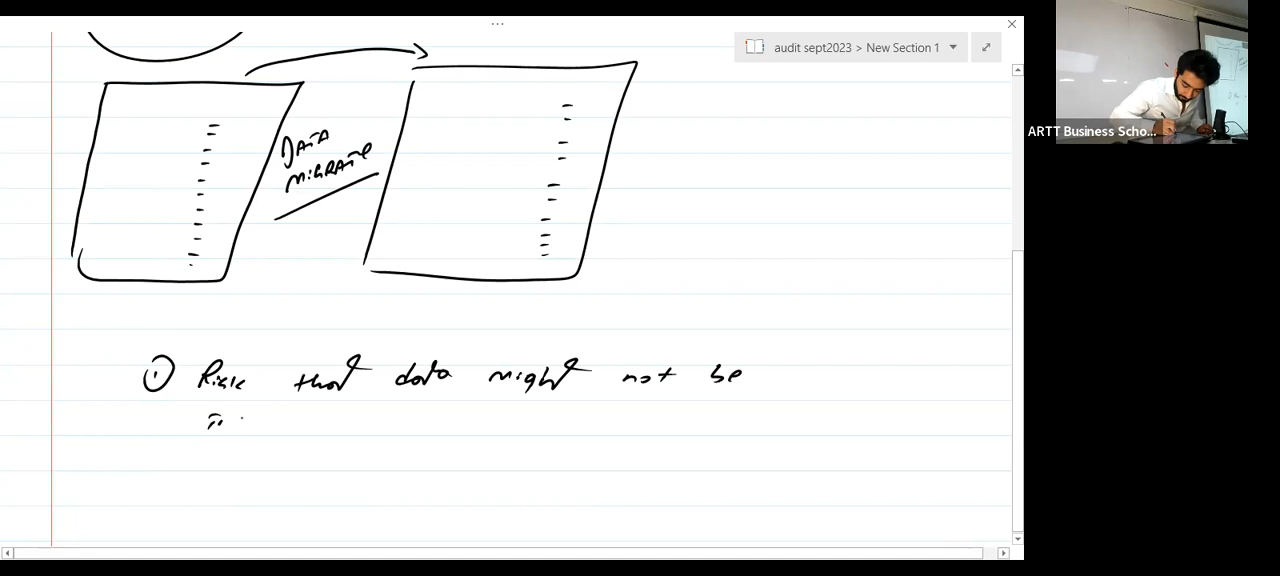 audit sept2023 > New Section 1
ARTT Business Scho...
DATA
MIGRATE
① Risk that data might not be